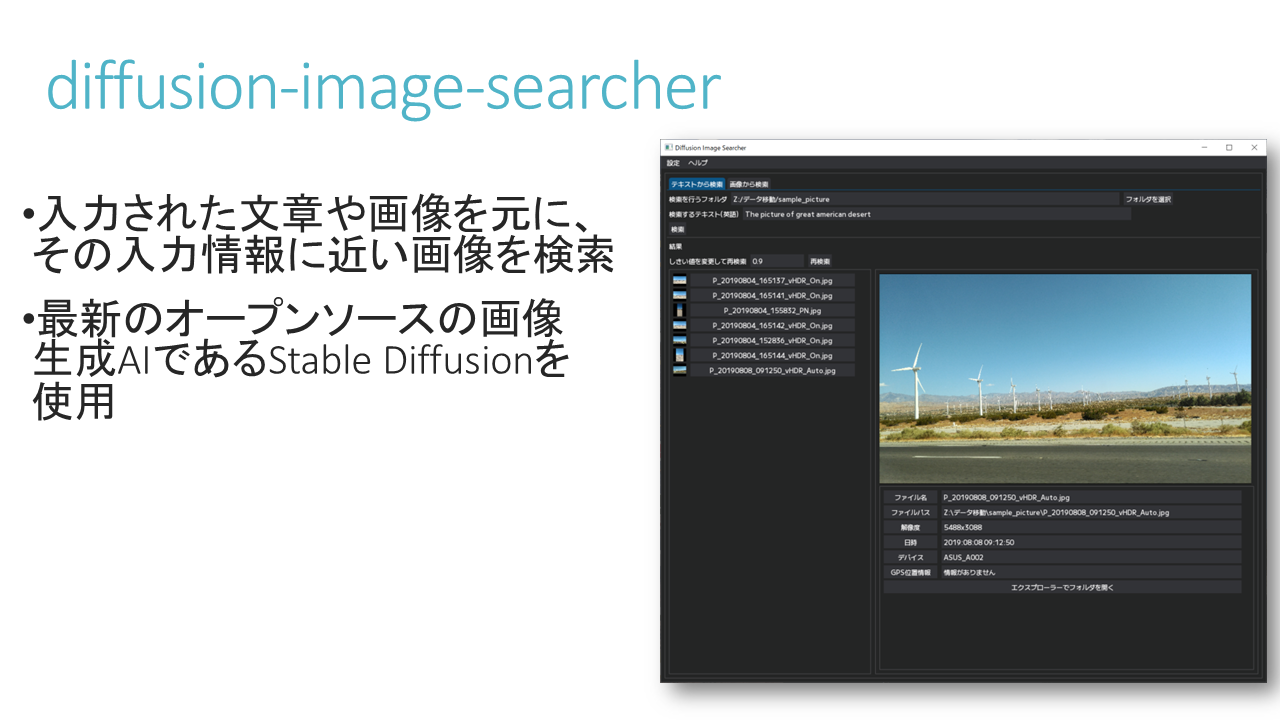 diffusion-image-searcher
•入力された文章や画像を元に、
その入力情報に近い画像を検索
•最新のオープンソースの画像
生成AIであるStable Diffusionを
使用
Diffusion Image Searcher
設定 ヘルプ
テキストから検索 画像から検索
検索を行うフォルダ Z:/データ移動/sample_picture フォルダを選択
検索するテキスト(英語) The picture of great american desert
検索
結果
しきい値を変更して再検索 0.9 再検索
P_20190804_165137_vHDR_On.jpg
P_20190804_165141_vHDR_On.jpg
P_20190804_155832_PN.jpg
P_20190804_165142_vHDR_On.jpg
P_20190804_152836_vHDR_On.jpg
P_20190804_165144_vHDR_On.jpg
P_20190808_091250_vHDR_Auto.jpg
ファイル名 P_20190808_091250_vHDR_Auto.jpg
ファイルパス Z:\データ移動\sample_picture\P_20190808_091250_vHDR_Auto.jpg
解像度 5488x3088
日時 2019:08:08 09:12:50
デバイス ASUS_A002
GPS位置情報 情報がありません
エクスプローラーでフォルダを開く